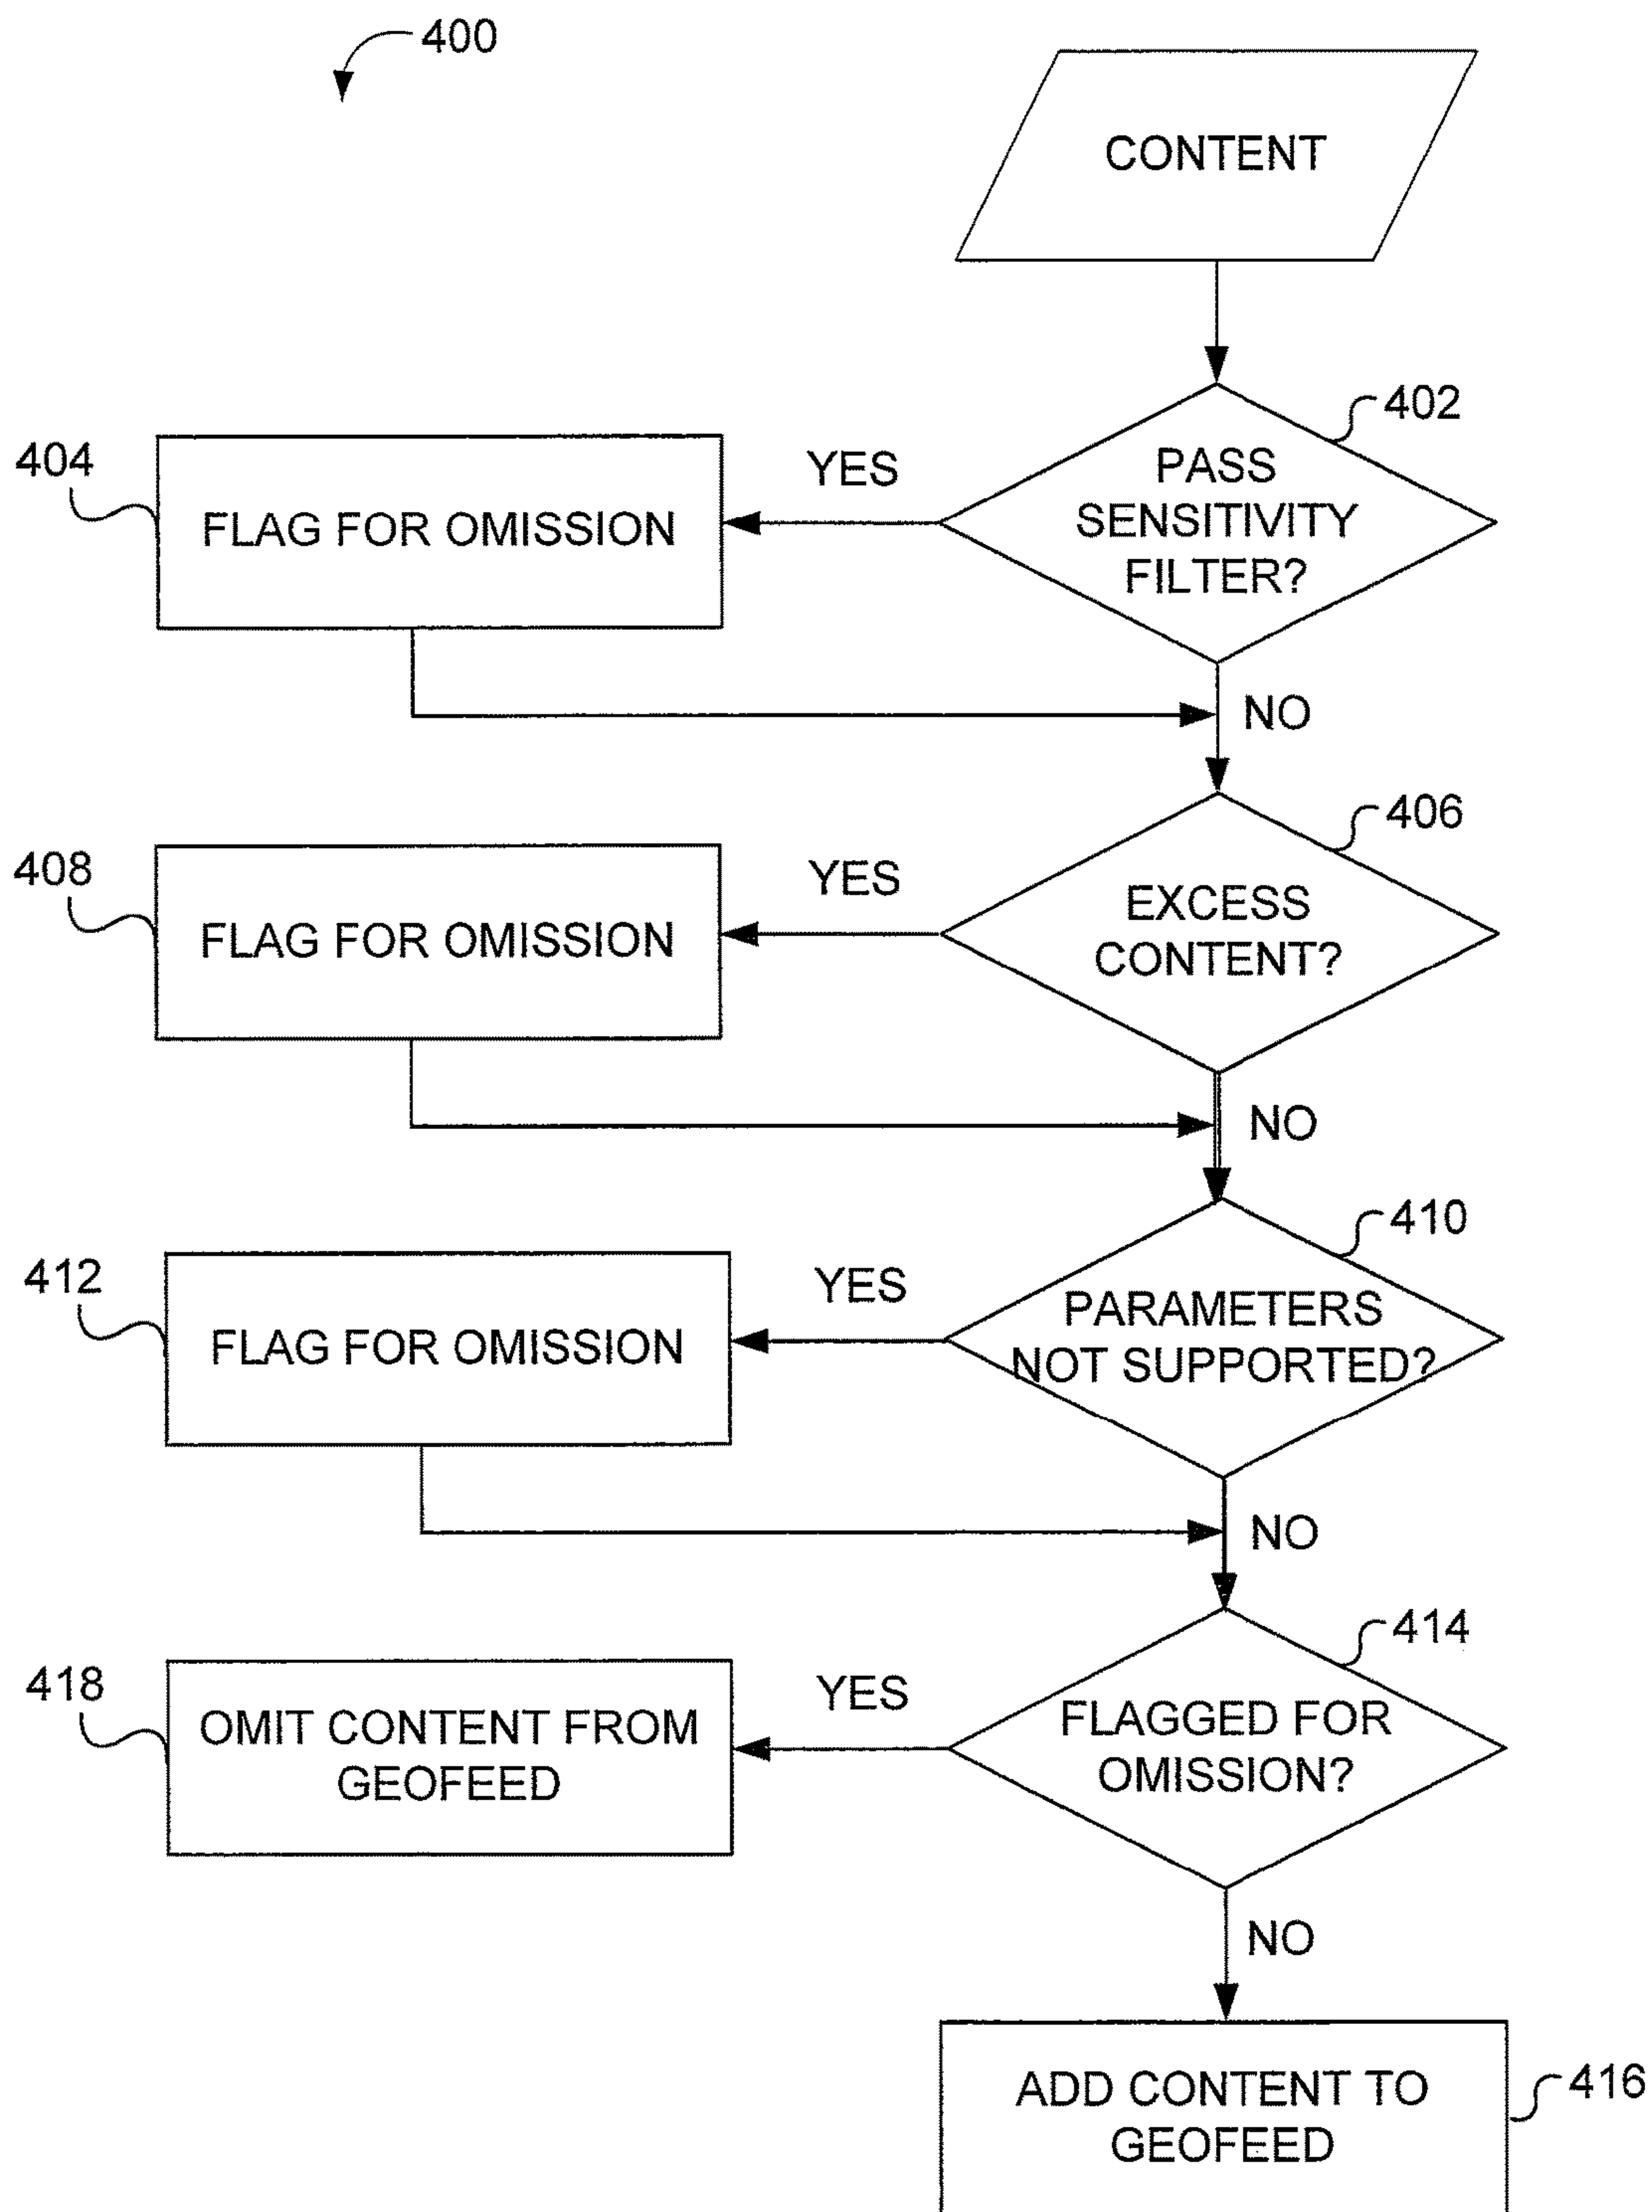 400
CONTENT
402
PASS
SENSITIVITY
FILTER?
YES
404
FLAG FOR OMISSION
NO
406
EXCESS
CONTENT?
YES
408
FLAG FOR OMISSION
NO
410
PARAMETERS
NOT SUPPORTED?
YES
412
FLAG FOR OMISSION
NO
414
FLAGGED FOR
OMISSION?
YES
418
OMIT CONTENT FROM
GEOFEED
NO
416
ADD CONTENT TO
GEOFEED